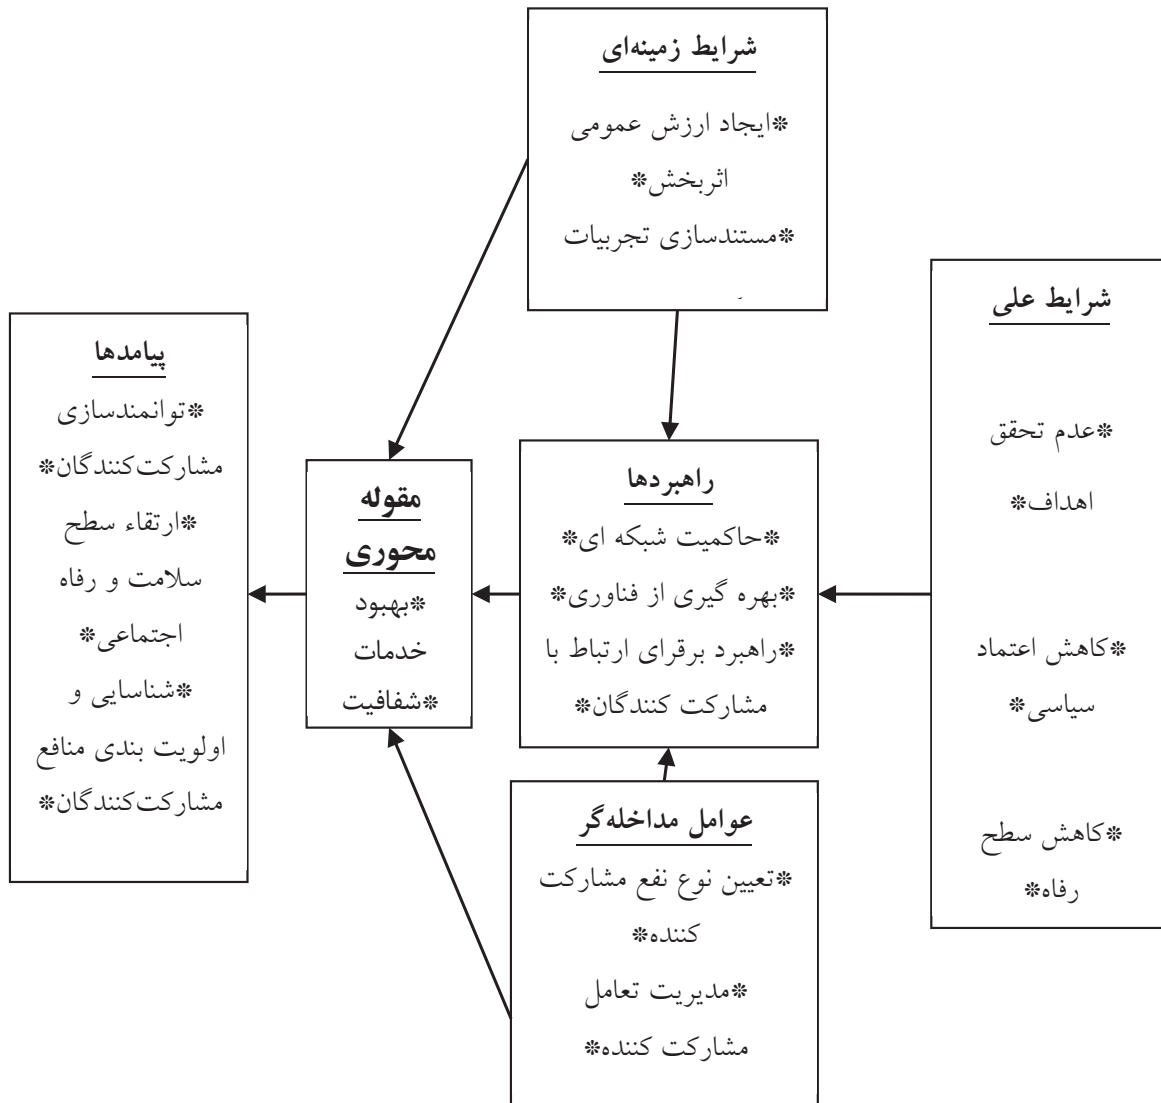 شرایط زمینه‌ای
*ایجاد ارزش عمومی
اثربخش*
*مستندسازی تجربیات
شرایط علی
*عدم تحقق
اهداف*
*کاهش اعتماد
سیاسی*
*کاهش سطح
رفاه*
راهبردها
*حاکمیت شبکه ای*
*بهره گیری از فناوری*
*راهبرد برقرای ارتباط با
مشارکت کنندگان*
عوامل مداخله‌گر
*تعیین نوع نفع مشارکت
کننده*
*مدیریت تعامل
مشارکت کننده*
مقوله
محوری
*بهبود
خدمات
*شفافیت
پیامدها
*توانمندسازی
مشارکت‌کنندگان*
*ارتقاء سطح
سلامت و رفاه
اجتماعی*
*شناسایی و
اولویت بندی منافع
مشارکت‌کنندگان*